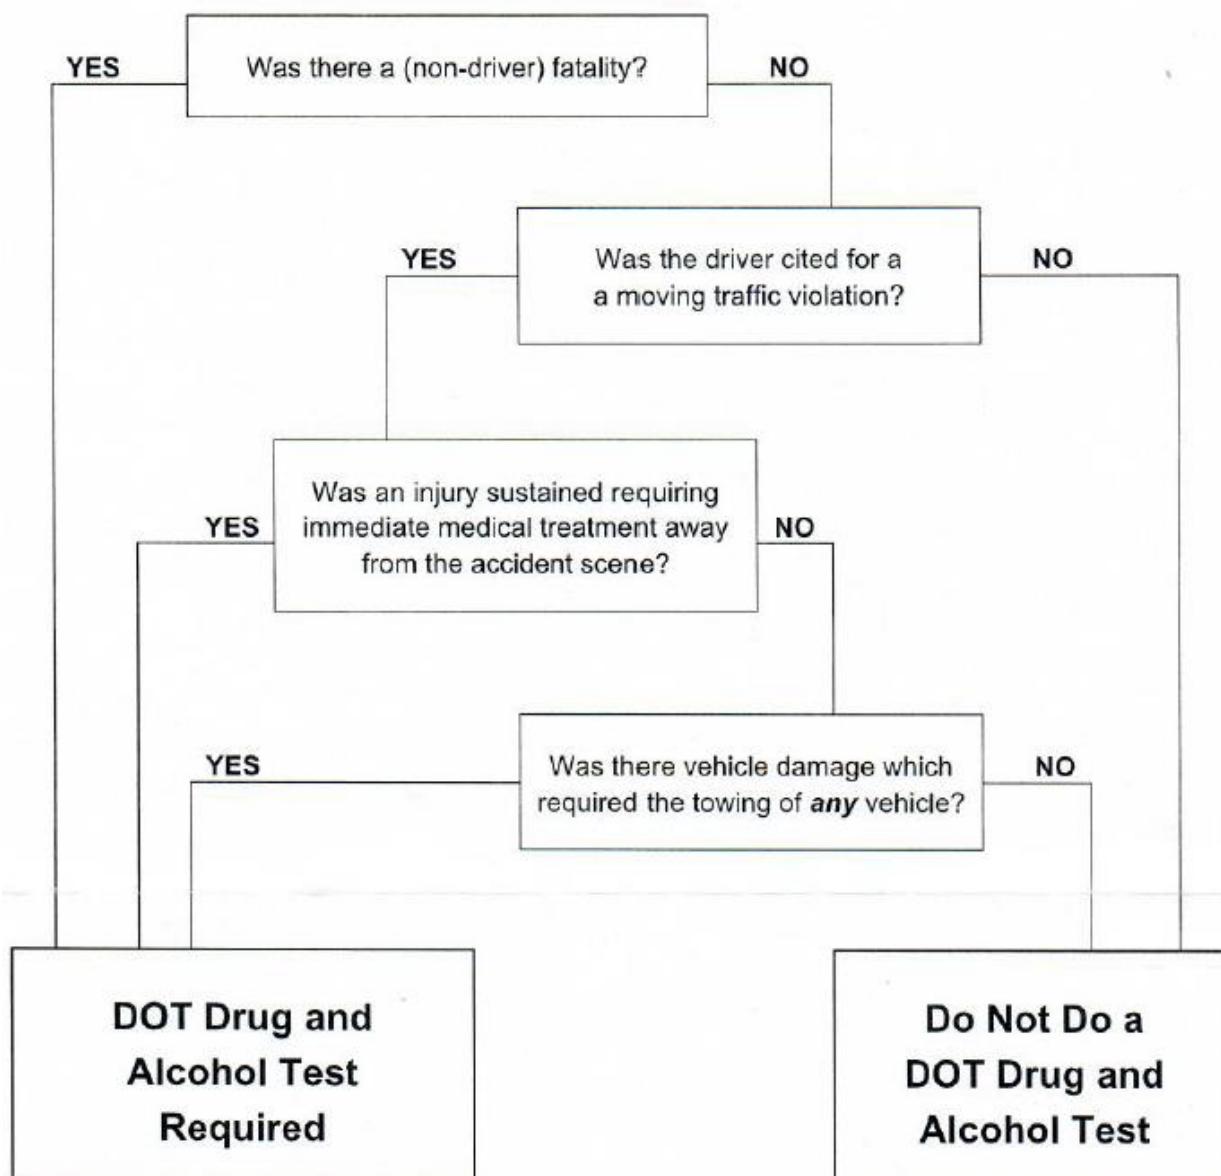 YES
Was there a (non-driver) fatality?
NO
YES
Was the driver cited for a
a moving traffic violation?
NO
YES
Was an injury sustained requiring
immediate medical treatment away
from the accident scene?
NO
YES
Was there vehicle damage which
required the towing of any vehicle?
NO
DOT Drug and
Alcohol Test
Required
Do Not Do a
DOT Drug and
Alcohol Test